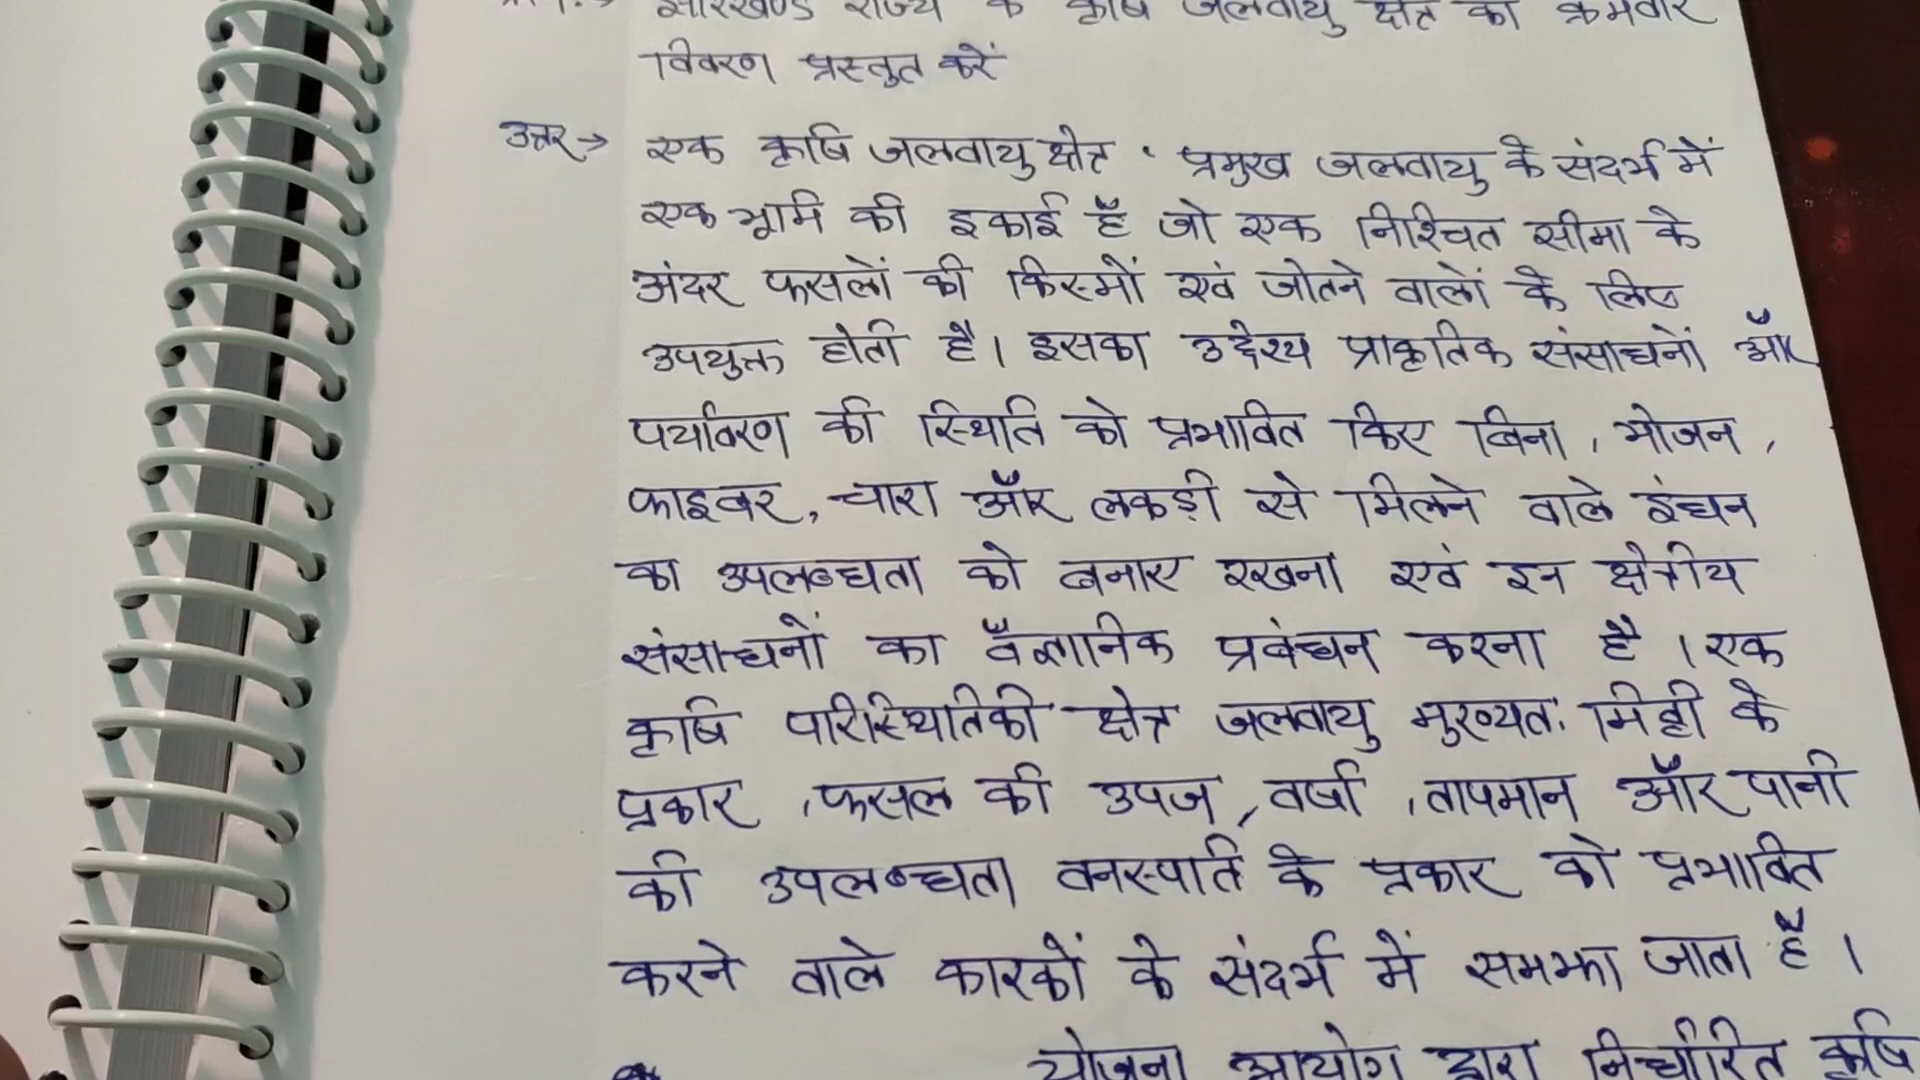 झारखण्ड राज्य के कृषि जलवायु क्षेत्र का क्रमवार
विवरण प्रस्तुत करें
उत्तर→ एक कृषि जलवायु क्षेत्र प्रमुख जलवायु के संदर्भ में
एक भूमि की इकाई है जो एक निश्चित सीमा के
अंदर फसलों की किस्मों एवं जोतने वालों के लिए
उपयुक्त होती है। इसका उद्देश्य प्राकृतिक संसाधनों और
पर्यावरण की स्थिति को प्रभावित किए बिना, भोजन,
फाइबर, चारा और लकड़ी से मिलने वाले इंधन
का उपलब्धता को बनाए रखना एवं इन क्षेत्रीय
संसाधनों का वैज्ञानिक प्रबंधन करना है । एक
कृषि पारिस्थितिकी क्षेत्र जलवायु मुख्यतः मिट्टी के
प्रकार, फसल की उपज, वर्षा, तापमान और पानी
की उपलब्धता वनस्पति के प्रकार को प्रभावित
करने वाले कारकों के संदर्भ में समझा जाता है ।
योजना आयोग द्वारा निर्धारित कृषि